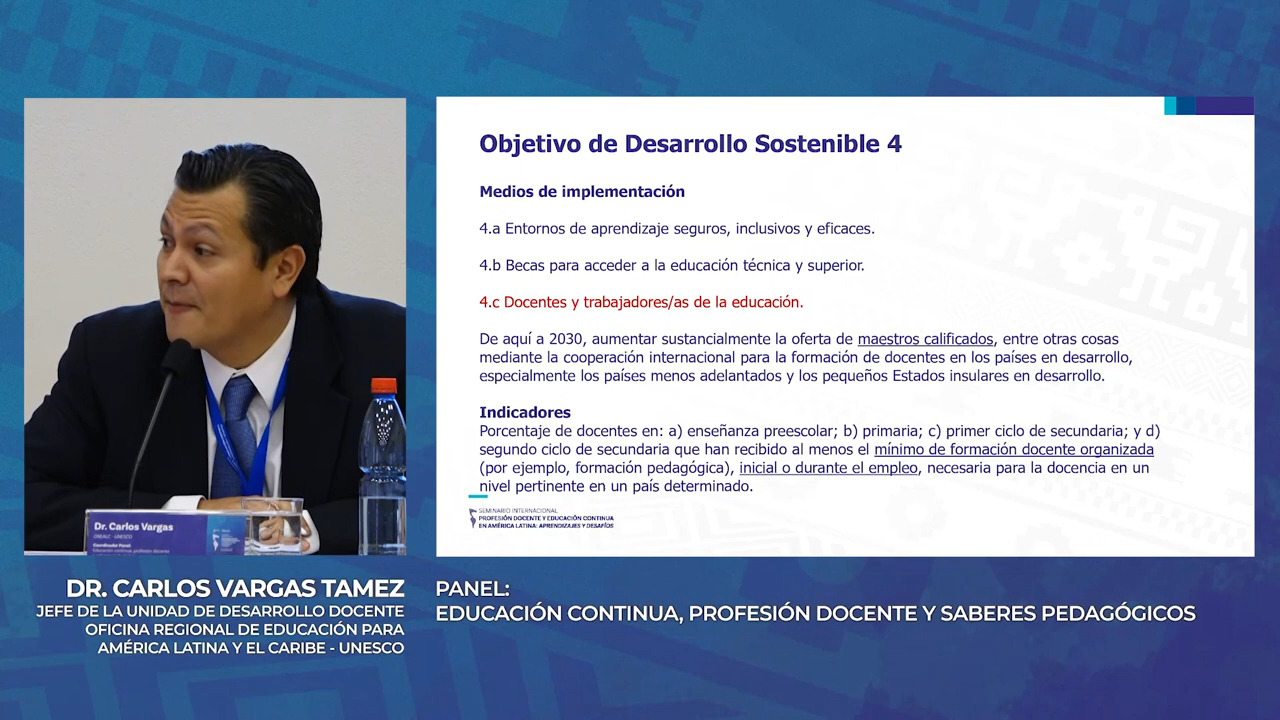 Objetivo de Desarrollo Sostenible 4
Medios de implementación
4.a Entornos de aprendizaje seguros, inclusivos y eficaces.
4.b Becas para acceder a la educación técnica y superior.
4.c Docentes y trabajadores/as de la educación.
De aquí a 2030, aumentar sustancialmente la oferta de maestros calificados, entre otras cosas
mediante la cooperación internacional para la formación de docentes en los países en desarrollo,
especialmente los países menos adelantados y los pequeños Estados insulares en desarrollo.
Indicadores
Porcentaje de docentes en: a) enseñanza preescolar; b) primaria; c) primer ciclo de secundaria; y d)
segundo ciclo de secundaria que han recibido al menos el mínimo de formación docente organizada
(por ejemplo, formación pedagógica), inicial o durante el empleo, necesaria para la docencia en un
nivel pertinente en un país determinado.
SEMINARIO INTERNACIONAL
PROFESIÓN DOCENTE Y EDUCACIÓN CONTINUA
EN AMÉRICA LATINA: APRENDIZAJES Y DESAFÍOS
Dr. Carlos Vargas
OREALC - UNESCO
Coordinador Panel:
Educación continua, profesión docente
DR. CARLOS VARGAS TAMEZ
JEFE DE LA UNIDAD DE DESARROLLO DOCENTE
OFICINA REGIONAL DE EDUCACIÓN PARA
AMÉRICA LATINA Y EL CARIBE - UNESCO
PANEL:
EDUCACIÓN CONTINUA, PROFESIÓN DOCENTE Y SABERES PEDAGÓGICOS